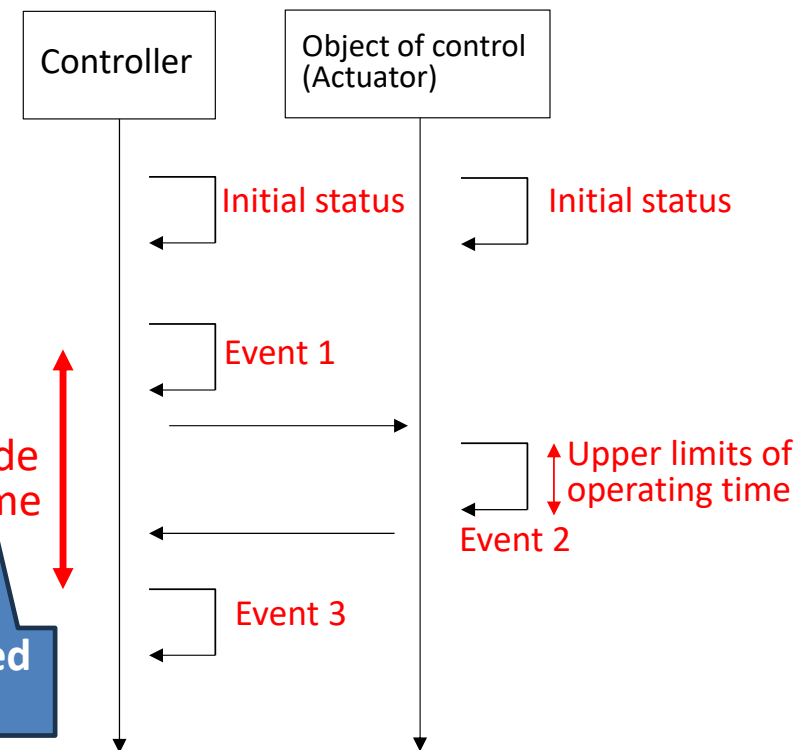 Controller
Object of control
(Actuator)
Initial status
Initial status
Event 1
Upper limits of
operating time
Event 2
Event 3